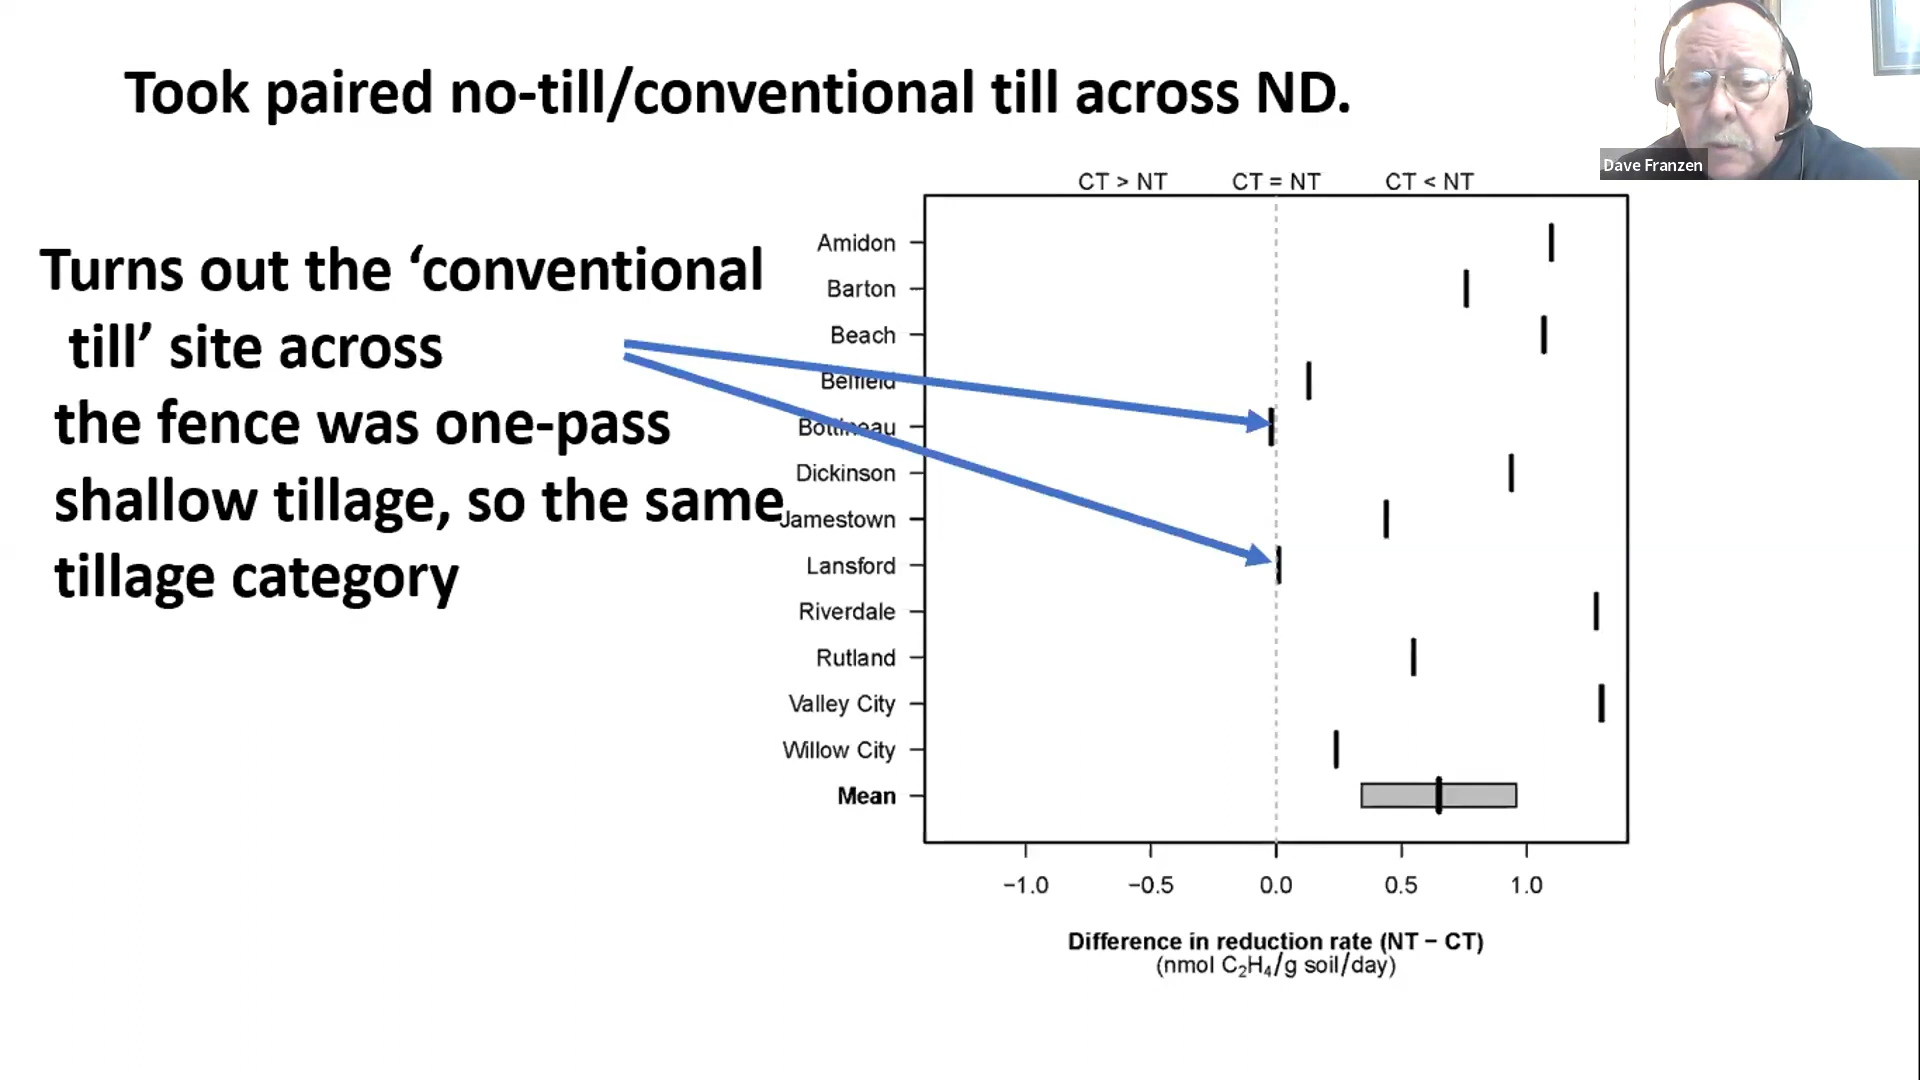 Took paired no-till/conventional till across ND.
Dave Franzen
Turns out the ‘conventional
till’ site across
the fence was one-pass
shallow tillage, so the same
tillage category
CT > NT CT = NT CT < NT
Amidon
Barton
Beach
Belfield
Bottineau
Dickinson
Jamestown
Lansford
Riverdale
Rutland
Valley City
Willow City
Mean
−1.0 −0.5 0.0 0.5 1.0
Difference in reduction rate (NT − CT)
(nmol C₂H₄/g soil/day)